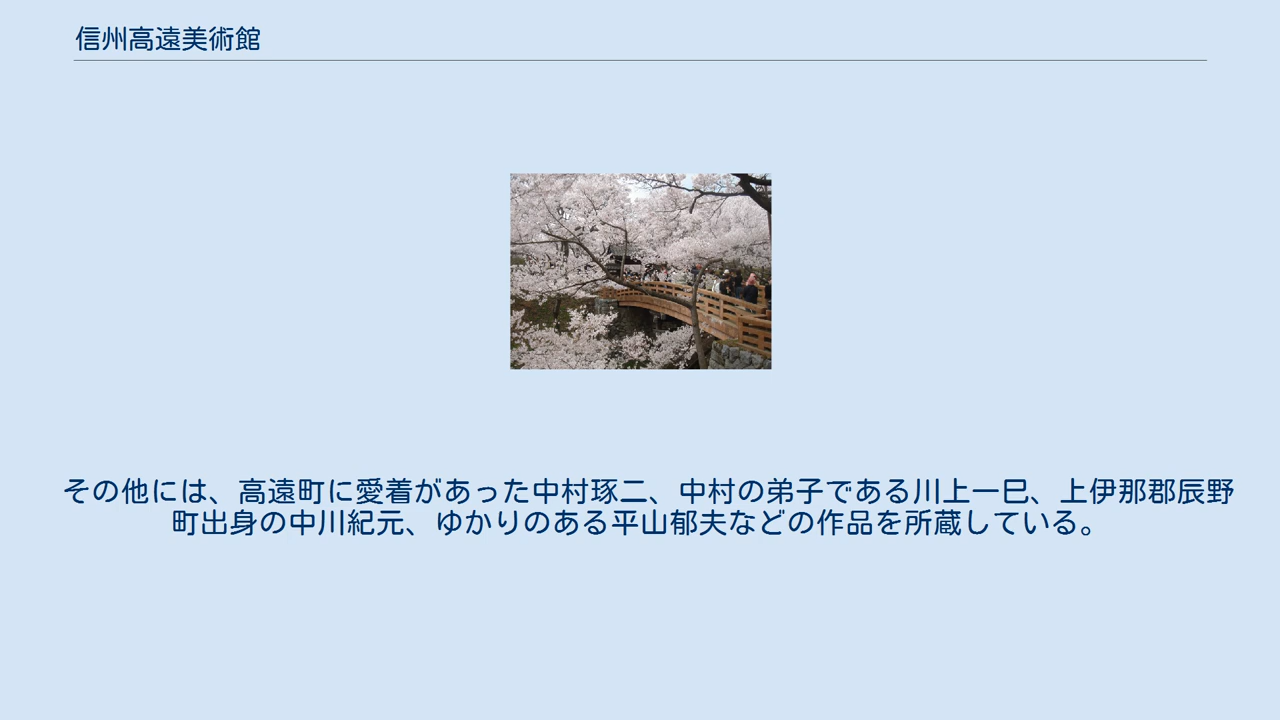 信州高遠美術館
その他には、高遠町に愛着があった中村琢二、中村の弟子である川上一巳、上伊那郡辰野
町出身の中川紀元、ゆかりのある平山郁夫などの作品を所蔵している。